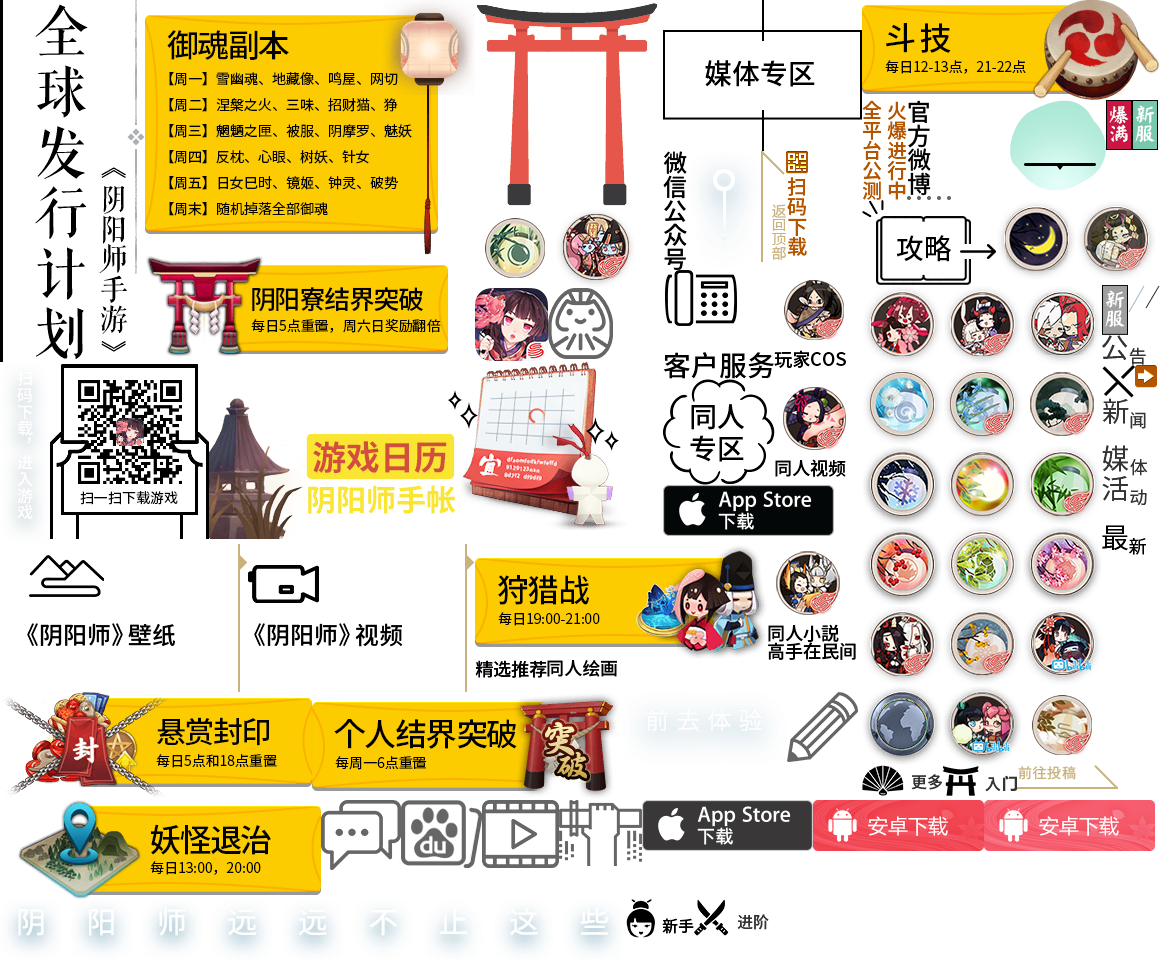 全球发行计划
《阴阳师手游》
御魂副本
【周一】雪幽魂、地藏像、鸣屋、网切
【周二】涅槃之火、三味、招财猫、狰
【周三】魍魉之匣、被服、阴摩罗、魅妖
【周四】反枕、心眼、树妖、针女
【周五】日女巳时、镜姬、钟灵、破势
【周末】随机掉落全部御魂
媒体专区
斗技
每日12-13点，21-22点
全平台公测
火爆进行中
官方微博
爆满
新服
微信公众号
扫码下载
返回顶部
攻略
阴阳寮结界突破
每日5点重置，周六日奖励翻倍
客户服务
玩家COS
新服
公告
新闻
媒体
活动
最新
扫码下载，进入游戏
扫一扫下载游戏
游戏日历
阴阳师手帐
宜
同人
专区
同人视频
App Store
下载
《阴阳师》壁纸
《阴阳师》视频
狩猎战
每日19:00-21:00
精选推荐同人绘画
同人小説
高手在民间
bilibili
封
悬赏封印
每日5点和18点重置
个人结界突破
每周一6点重置
突破
前去体验
bilibili
更多
入门
前往投稿
妖怪退治
每日13:00，20:00
du
App Store
下载
安卓下载
安卓下载
阴阳师远远不止这些
新手
进阶